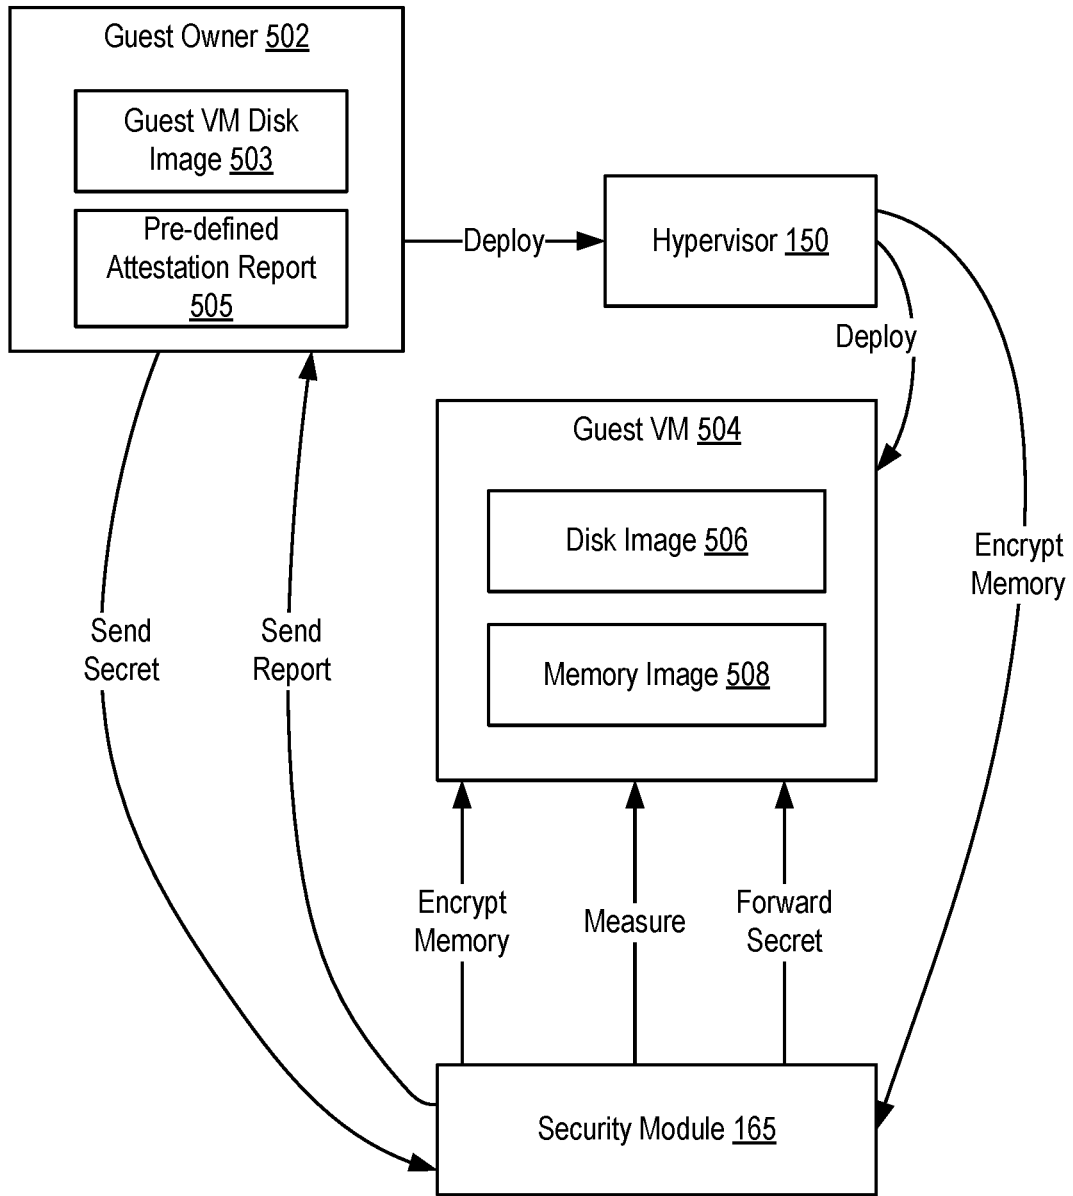 Guest Owner 502
Guest VM Disk
Image 503
Pre-defined
Attestation Report
505
Deploy
Hypervisor 150
Deploy
Guest VM 504
Disk Image 506
Memory Image 508
Encrypt
Memory
Send
Secret
Send
Report
Encrypt
Memory
Measure
Forward
Secret
Security Module 165